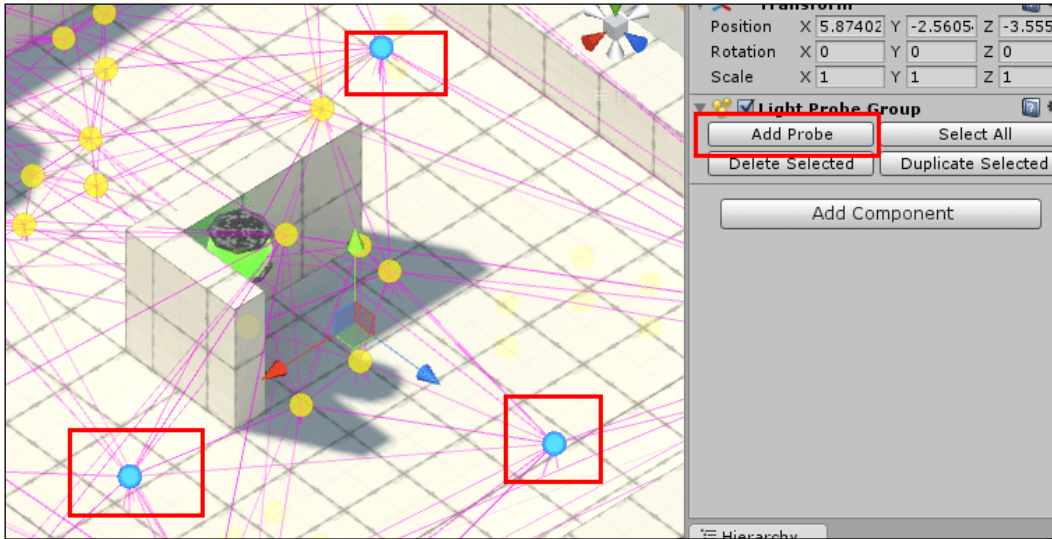 Transform
Position X 5.87402 Y -2.5605 Z -3.555
Rotation X 0 Y 0 Z 0
Scale X 1 Y 1 Z 1
Light Probe Group
Add Probe Select All
Delete Selected Duplicate Selected
Add Component
Hierarchy